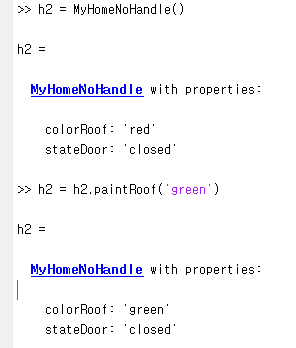 >> h2 = MyHomeNoHandle()
h2 =
MyHomeNoHandle with properties:
colorRoof: 'red'
stateDoor: 'closed'
>> h2 = h2.paintRoof('green')
h2 =
MyHomeNoHandle with properties:
colorRoof: 'green'
stateDoor: 'closed'